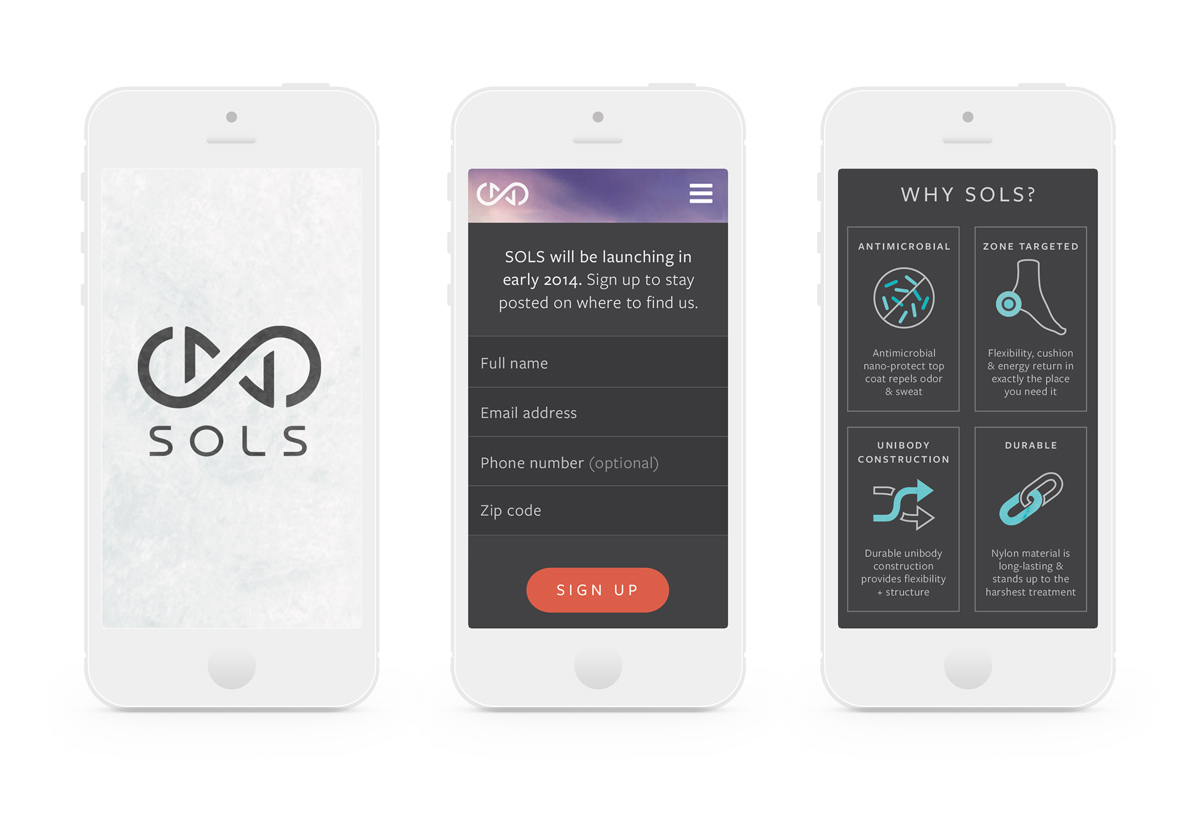 SOLS
SOLS will be launching in
early 2014. Sign up to stay
posted on where to find us.
Full name
Email address
Phone number (optional)
Zip code
SIGN UP
WHY SOLS?
ANTIMICROBIAL
Antimicrobial
nano-protect top
coat repels odor
& sweat
ZONE TARGETED
Flexibility, cushion
& energy return in
exactly the place
you need it
UNIBODY
CONSTRUCTION
Durable unibody
construction
provides flexibility
+ structure
DURABLE
Nylon material is
long-lasting &
stands up to the
harshest treatment